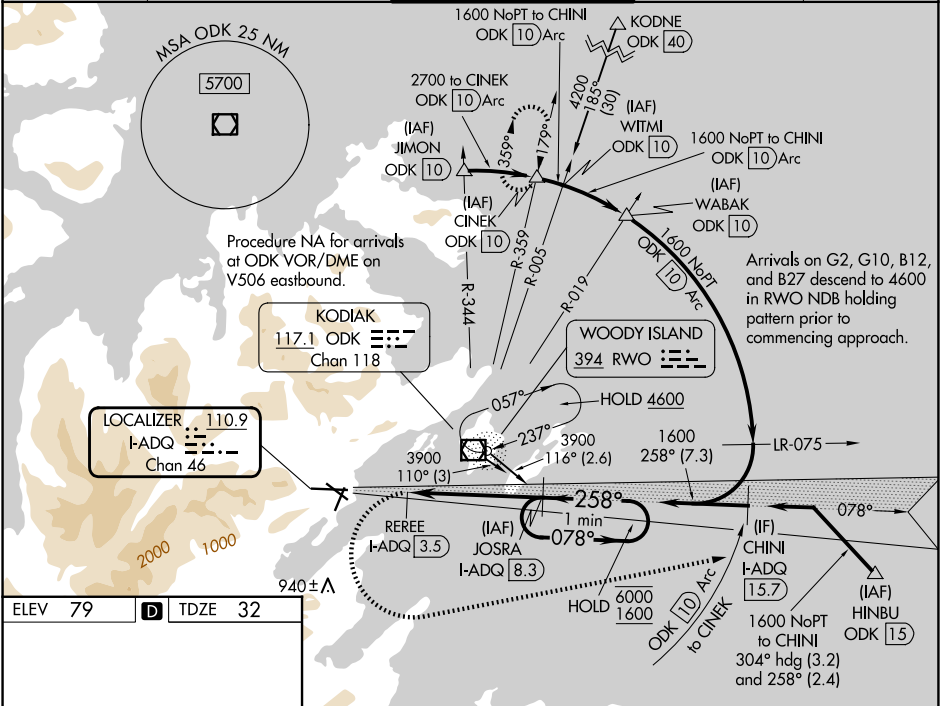 MSA ODK 25 NM
5700
1600 NoPT to CHINI
ODK 10 Arc
KODNE
ODK 40
2700 to CINEK
ODK 10 Arc
4200
185°
(30)
(IAF)
WITMI
ODK 10
(IAF)
JIMON
ODK 10
359°
179°
1600 NoPT to CHINI
ODK 10 Arc
(IAF)
CINEK
ODK 10
(IAF)
WABAK
ODK 10
1600 NoPT
ODK 10 Arc
Procedure NA for arrivals
at ODK VOR/DME on
V506 eastbound.
R-344
R-359
R-005
R-019
Arrivals on G2, G10, B12,
and B27 descend to 4600
in RWO NDB holding
pattern prior to
commencing approach.
KODIAK
117.1 ODK
Chan 118
WOODY ISLAND
394 RWO
057°
237°
HOLD 4600
LOCALIZER 110.9
I-ADQ
Chan 46
3900
110° (3)
3900
116° (2.6)
1600
258° (7.3)
LR-075
258°
1 min
078°
078°
REREE
I-ADQ 3.5
(IAF)
JOSRA
I-ADQ 8.3
(IF)
CHINI
I-ADQ
15.7
2000
1000
940±
HOLD 6000
1600
ODK 10 Arc
to CINEK
1600 NoPT
to CHINI
304° hdg (3.2)
and 258° (2.4)
(IAF)
HINBU
ODK 15
ELEV 79
D
TDZE 32